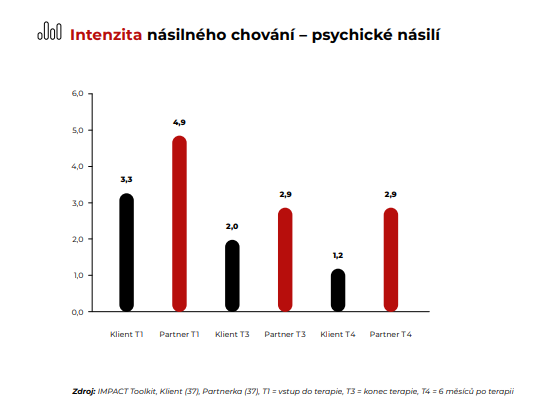 Intenzita násilného chování – psychické násilí
6,0
5,0
4,0
3,0
2,0
1,0
0,0
3,3
4,9
2,0
2,9
1,2
2,9
Klient T1
Partner T1
Klient T3
Partner T3
Klient T4
Partner T4
Zdroj: IMPACT Toolkit, Klient (37), Partnerka (37), T1 = vstup do terapie, T3 = konec terapie, T4 = 6 měsíců po terapii